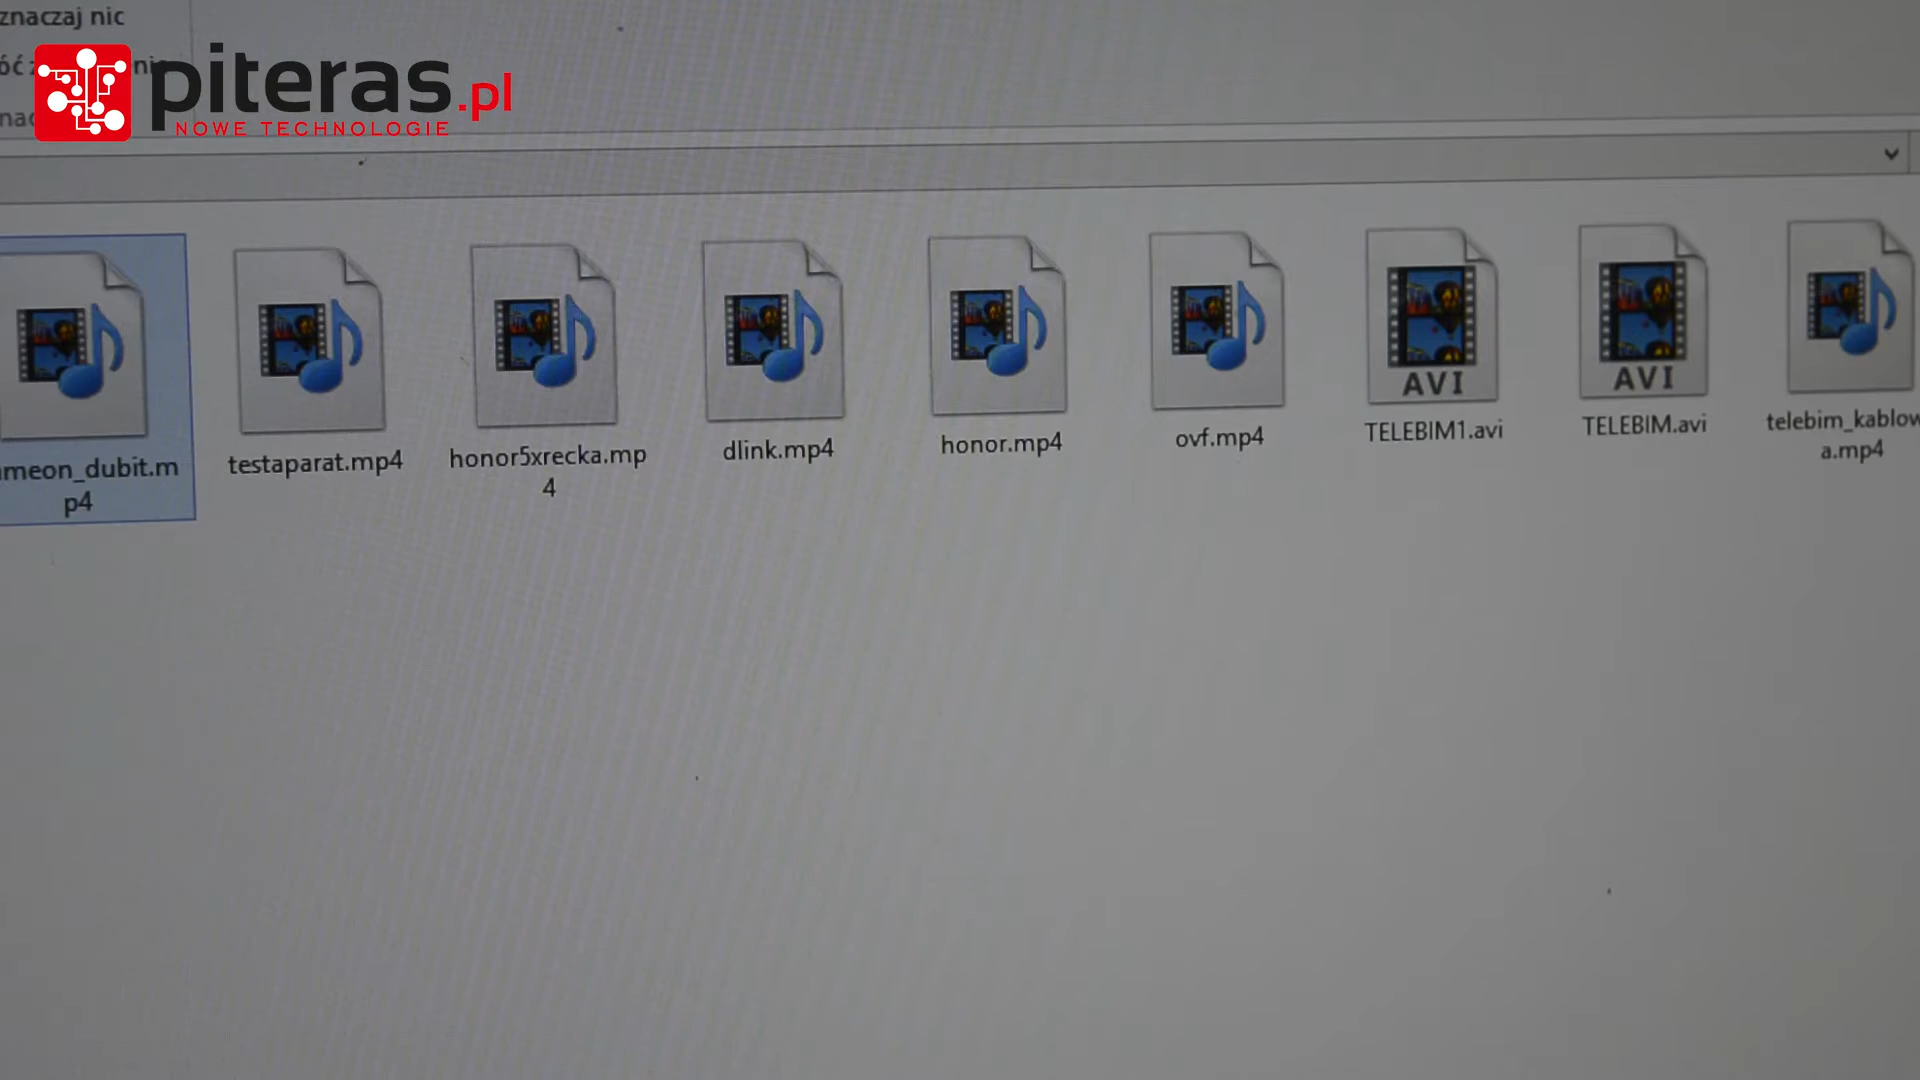 znaczaj nic
piteras.pl
NOWE TECHNOLOGIE
AVI
AVI
meon_dubit.m
p4
testaparat.mp4
honor5xrecka.mp
4
dlink.mp4
honor.mp4
ovf.mp4
TELEBIM1.avi
TELEBIM.avi
telebim_kablow
a.mp4